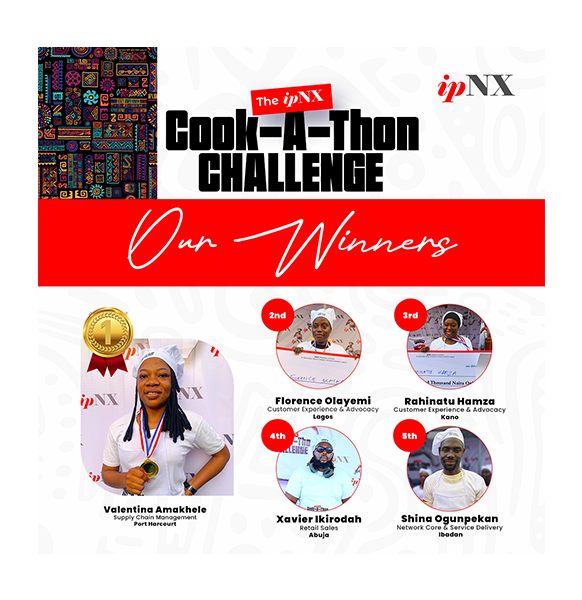 The ipNX
ipNX
Cook-A-Thon
CHALLENGE
Our Winners
1
ipNX
Valentina Amakhele
Supply Chain Management
Port Harcourt
2nd
Florence Olayemi
Customer Experience & Advocacy
Lagos
3rd
Rahinatu Hamza
Customer Experience & Advocacy
Kano
4th
CHALLENGE
Xavier Ikirodah
Retail Sales
Abuja
5th
Shina Ogunpekan
Network Core & Service Delivery
Ibadan